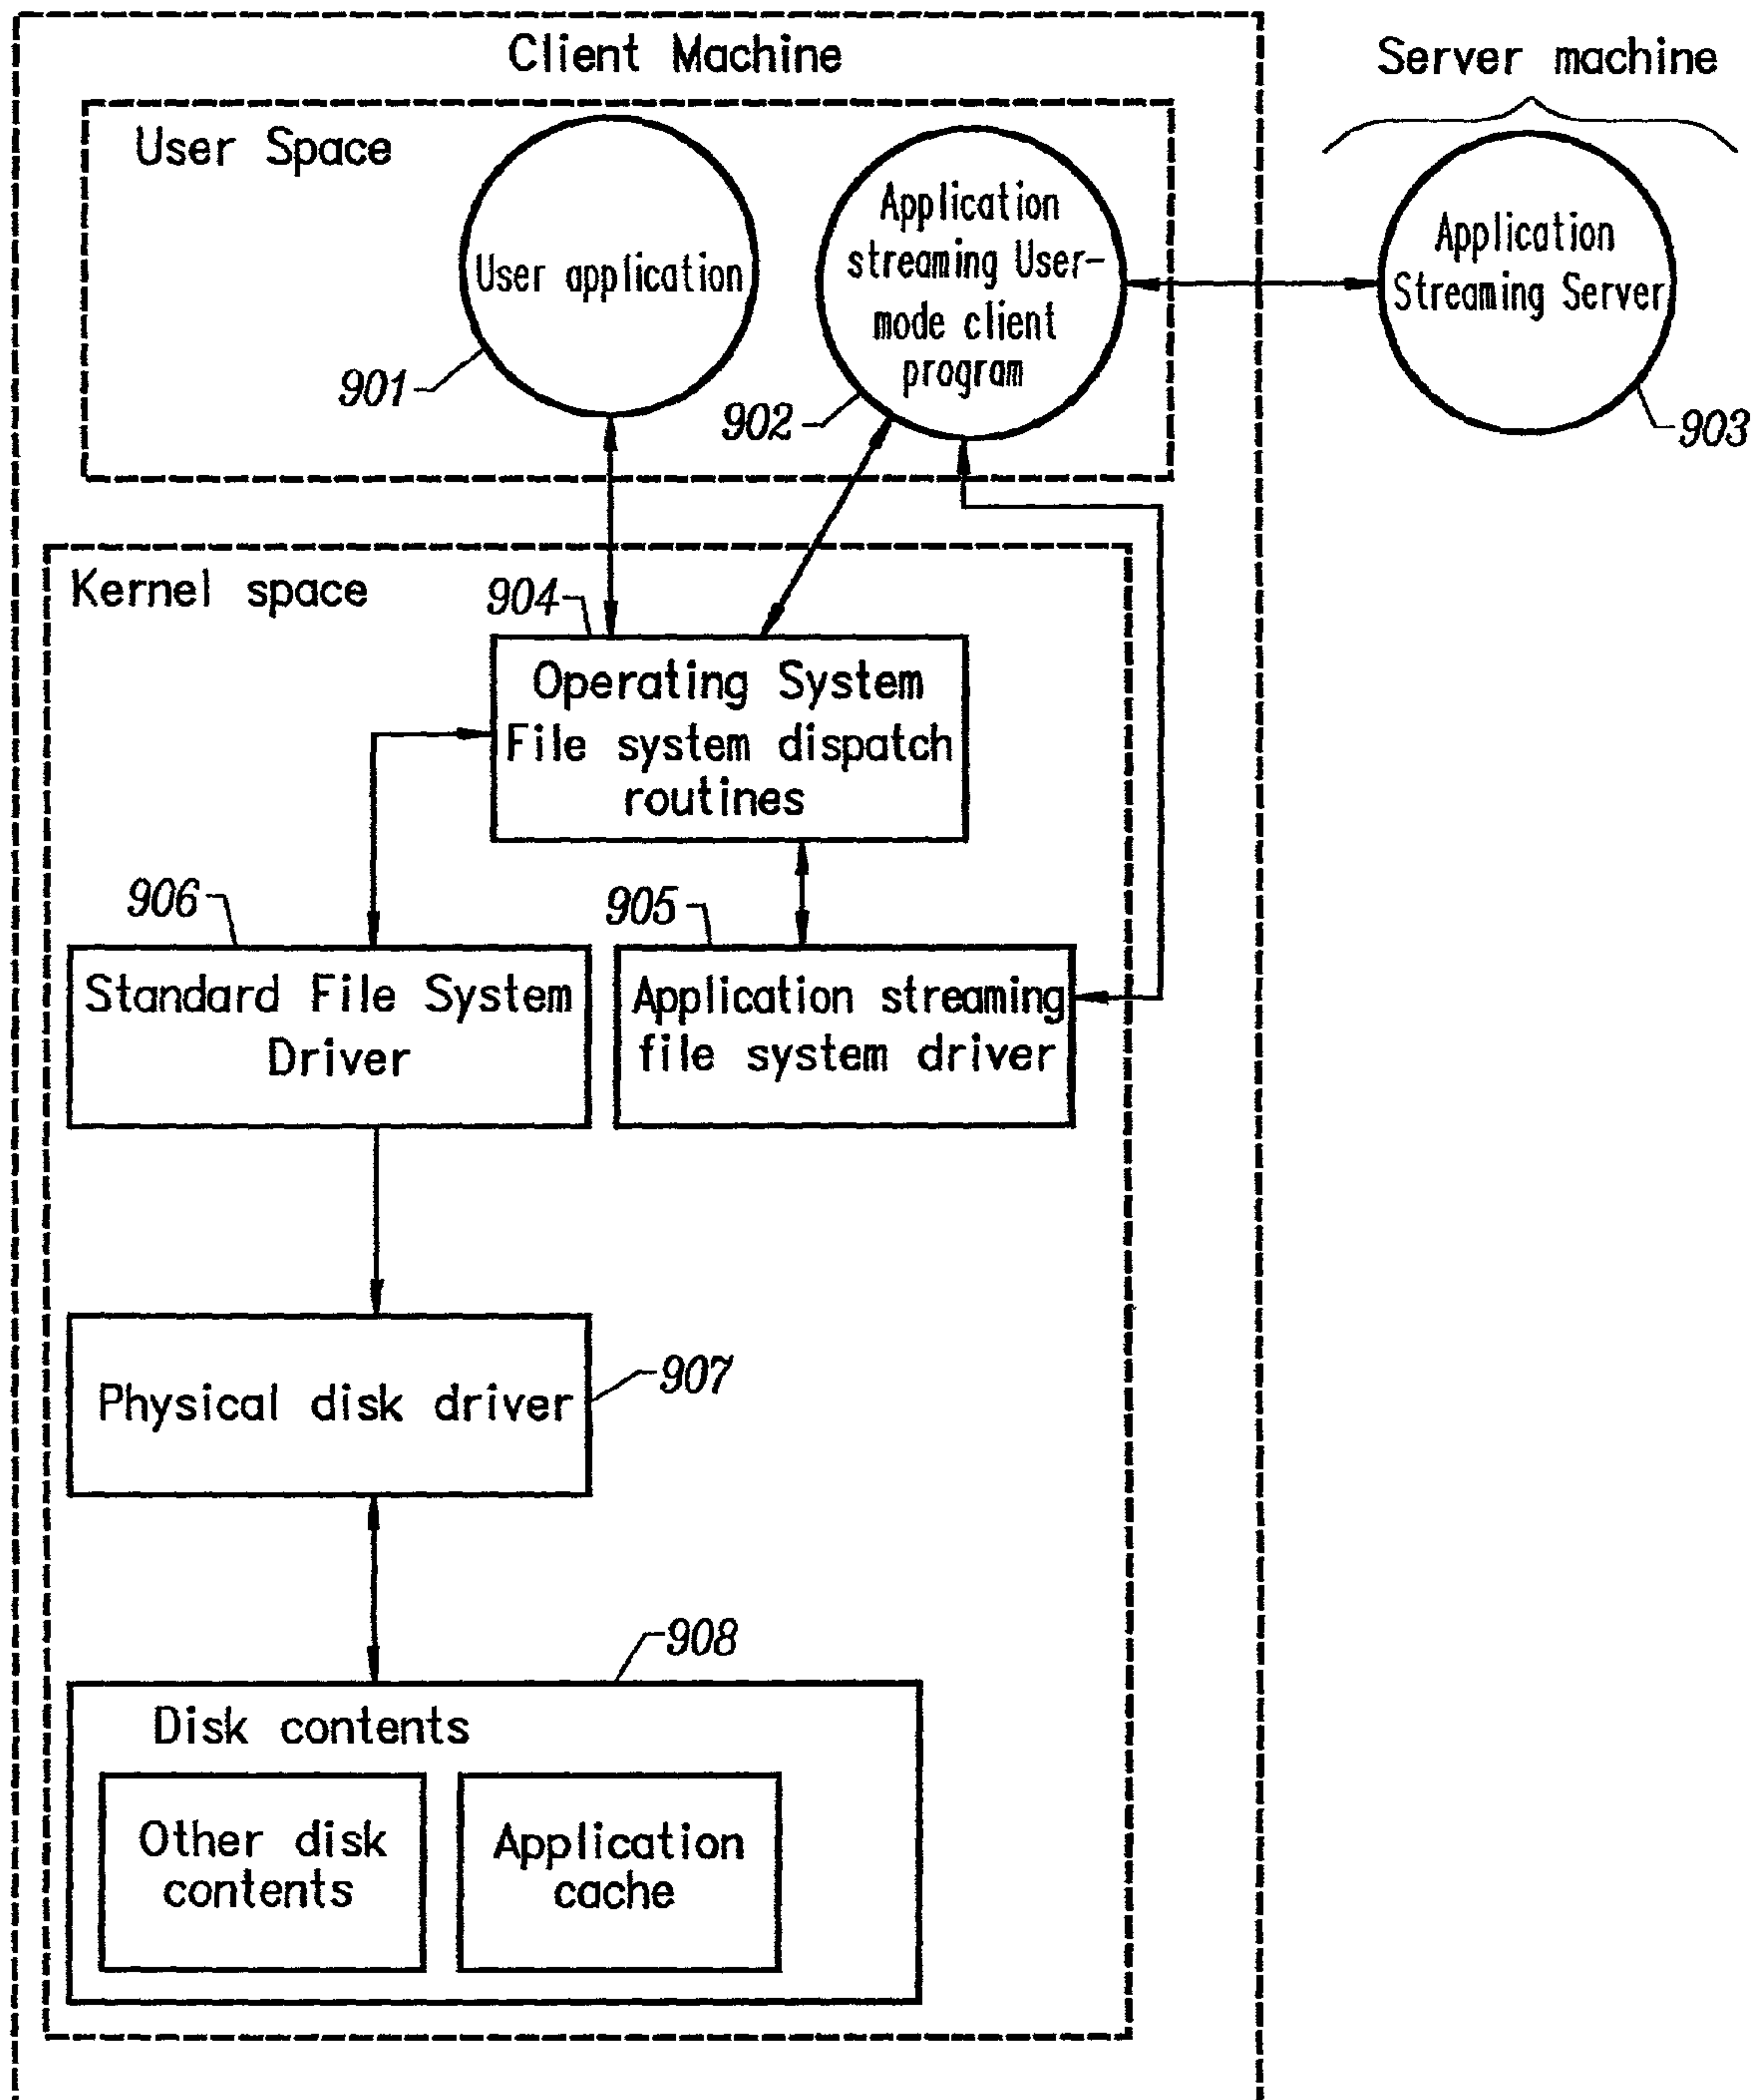 Client Machine
Server machine
User Space
User application
Application
streaming User-
mode client
program
Application
Streaming Server
901
902
903
Kernel space
904
Operating System
File system dispatch
routines
906
905
Standard File System
Driver
Application streaming
file system driver
Physical disk driver
907
908
Disk contents
Other disk
contents
Application
cache